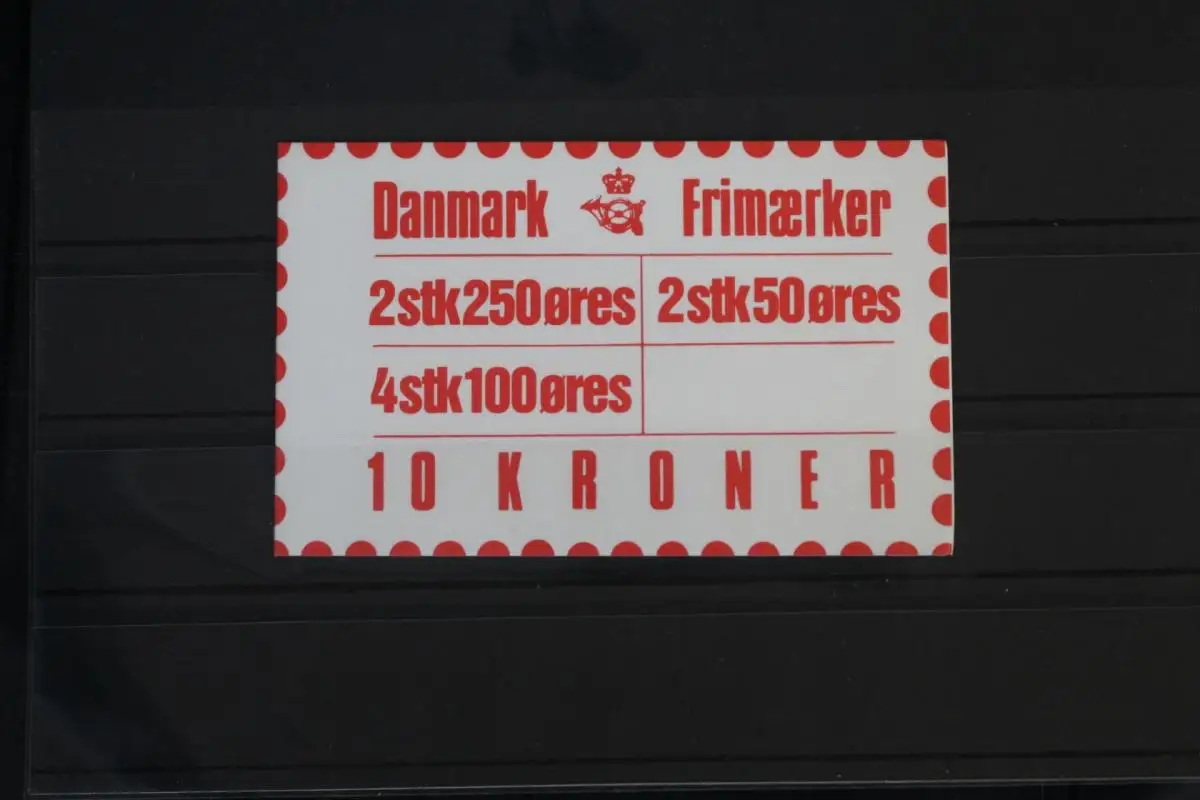 Danmark Frimærker
2stk250øres 2stk50øres
4stk100øres
10 KRONER